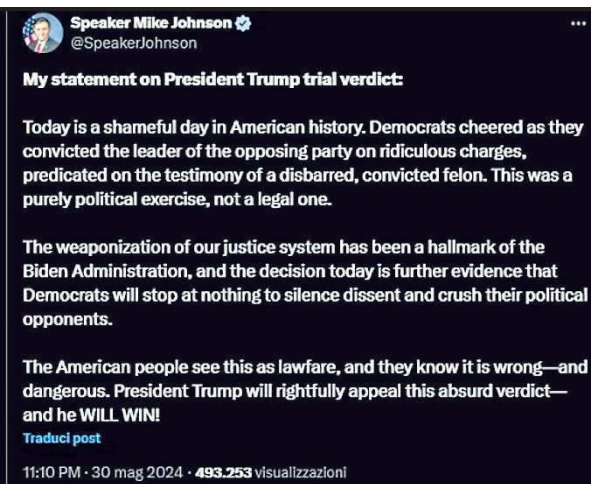 Speaker Mike Johnson
@SpeakerJohnson
My statement on President Trump trial verdict:
Today is a shameful day in American history. Democrats cheered as they
convicted the leader of the opposing party on ridiculous charges,
predicated on the testimony of a disbarred, convicted felon. This was a
purely political exercise, not a legal one.
The weaponization of our justice system has been a hallmark of the
Biden Administration, and the decision today is further evidence that
Democrats will stop at nothing to silence dissent and crush their political
opponents.
The American people see this as lawfare, and they know it is wrong—and
dangerous. President Trump will rightfully appeal this absurd verdict—
and he WILL WIN!
Traduci post
11:10 PM · 30 mag 2024 · 493.253 visualizzazioni